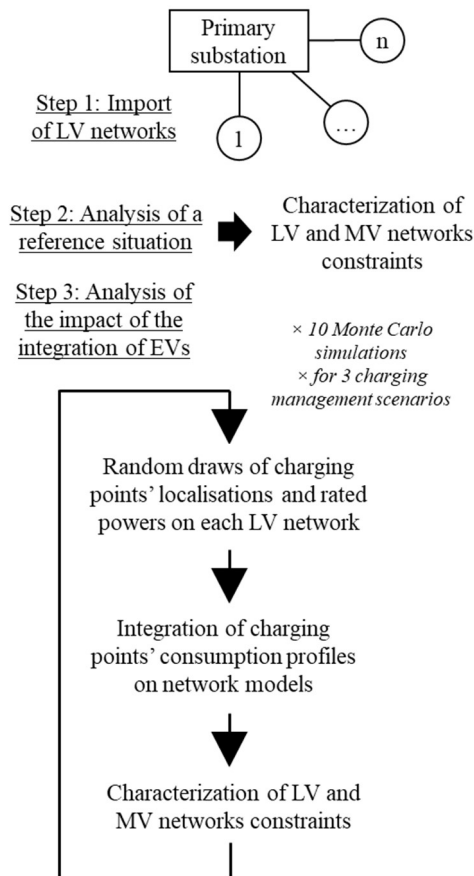 Primary
substation
n
...
1
Step 1: Import
of LV networks
Step 2: Analysis of a
reference situation
Characterization of
LV and MV networks
constraints
Step 3: Analysis of
the impact of the
integration of EVs
× 10 Monte Carlo
simulations
× for 3 charging
management scenarios
Random draws of charging
points’ localisations and rated
powers on each LV network
Integration of charging
points’ consumption profiles
on network models
Characterization of LV and
MV networks constraints